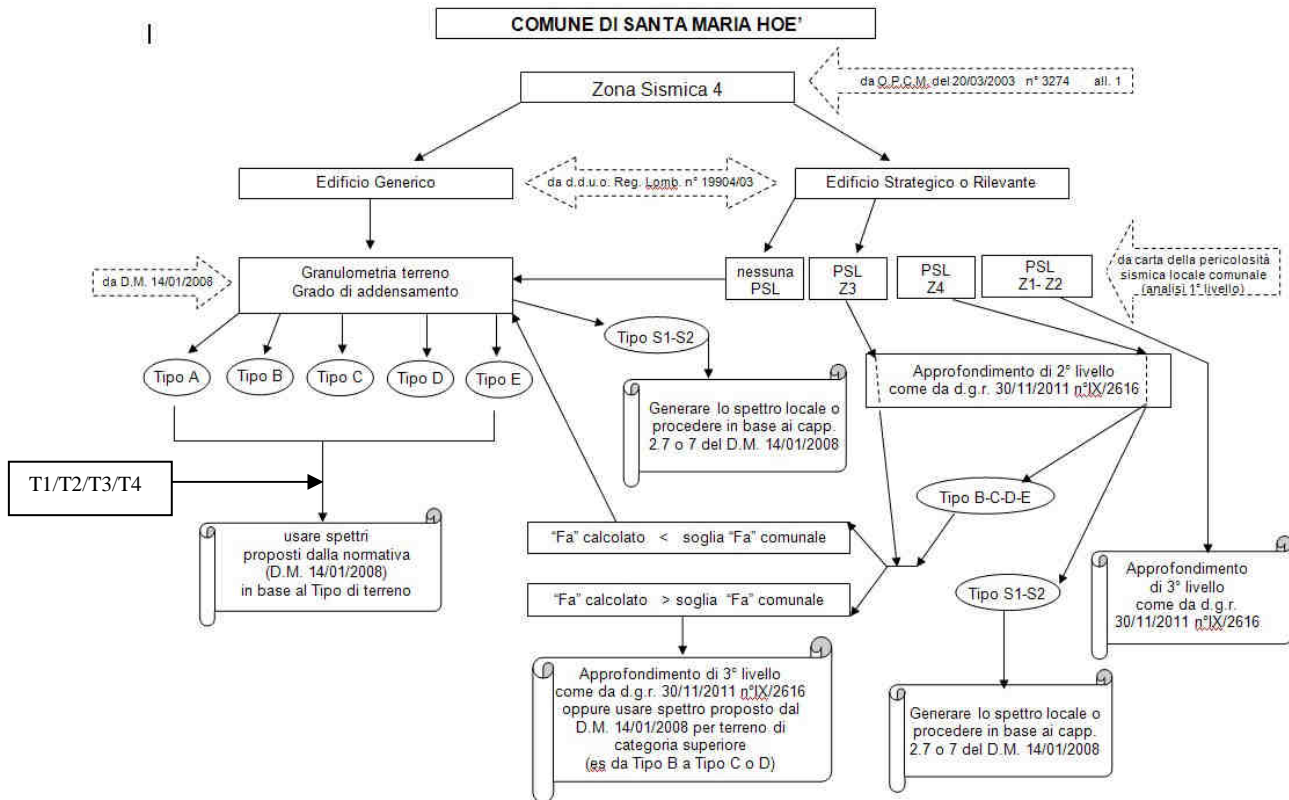 COMUNE DI SANTA MARIA HOE'
Zona Sismica 4
da O.P.C.M. del 20/03/2003 n° 3274 all. 1
Edificio Generico
da d.d.u.o. Reg. Lomb. n° 19904/03
Edificio Strategico o Rilevante
da D.M. 14/01/2008
Granulometria terreno
Grado di addensamento
nessuna
PSL
PSL
Z3
PSL
Z4
PSL
Z1- Z2
da carta della pericolosità
sismica locale comunale
(analisi 1° livello)
Tipo A
Tipo B
Tipo C
Tipo D
Tipo E
Tipo S1-S2
Approfondimento di 2° livello
come da d.g.r. 30/11/2011 n°IX/2616
Generare lo spettro locale o
procedere in base ai capp.
2.7 o 7 del D.M. 14/01/2008
T1/T2/T3/T4
Tipo B-C-D-E
usare spettri
proposti dalla normativa
(D.M. 14/01/2008)
in base al Tipo di terreno
"Fa" calcolato < soglia "Fa" comunale
"Fa" calcolato > soglia "Fa" comunale
Tipo S1-S2
Approfondimento
di 3° livello
come da d.g.r.
30/11/2011 n°IX/2616
Approfondimento di 3° livello
come da d.g.r. 30/11/2011 n°IX/2616
oppure usare spettro proposto dal
D.M. 14/01/2008 per terreno di
categoria superiore
(es da Tipo B a Tipo C o D)
Generare lo spettro locale o
procedere in base ai capp.
2.7 o 7 del D.M. 14/01/2008